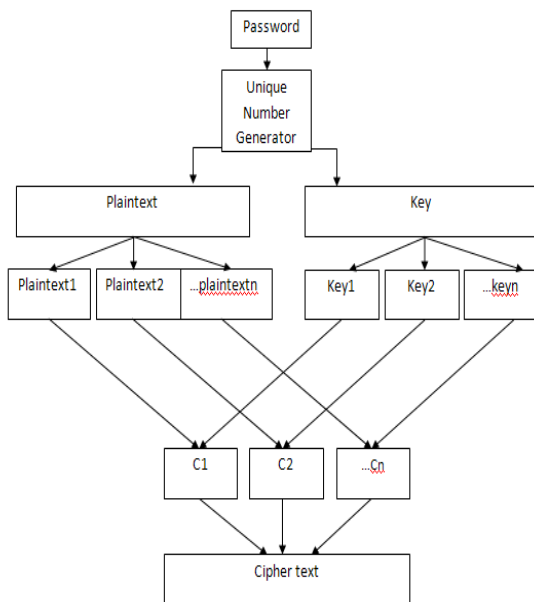 Password
Unique
Number
Generator
Plaintext
Key
Plaintext1
Plaintext2
...plaintextn
Key1
Key2
...keyn
C1
C2
...Cn
Cipher text